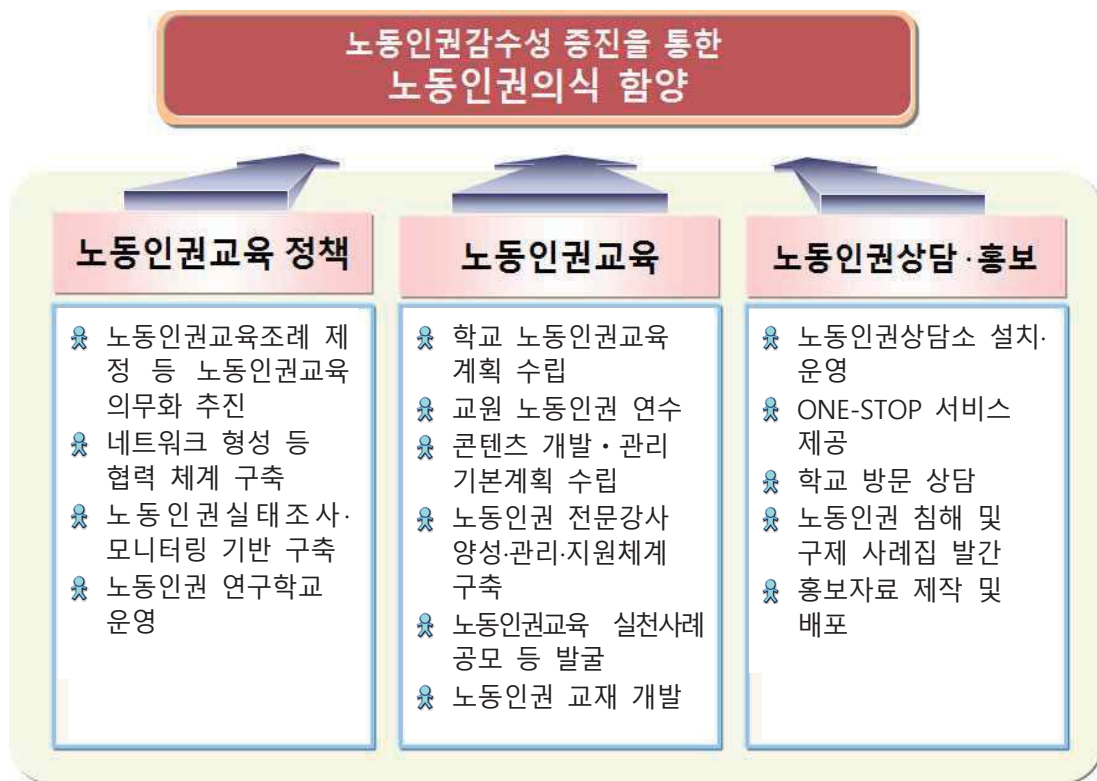 노동인권감수성 증진을 통한
노동인권의식 함양
노동인권교육 정책
노동인권교육조례 제
정 등 노동인권교육
의무화 추진
네트워크 형성 등
협력 체계 구축
노동인권실태조사·
모니터링 기반 구축
노동인권 연구학교
운영
노동인권교육
학교 노동인권교육
계획 수립
교원 노동인권 연수
콘텐츠 개발・관리
기본계획 수립
노동인권 전문강사
양성·관리·지원체계
구축
노동인권교육 실천사례
공모 등 발굴
노동인권 교재 개발
노동인권상담·홍보
노동인권상담소 설치·
운영
ONE-STOP 서비스
제공
학교 방문 상담
노동인권 침해 및
구제 사례집 발간
홍보자료 제작 및
배포